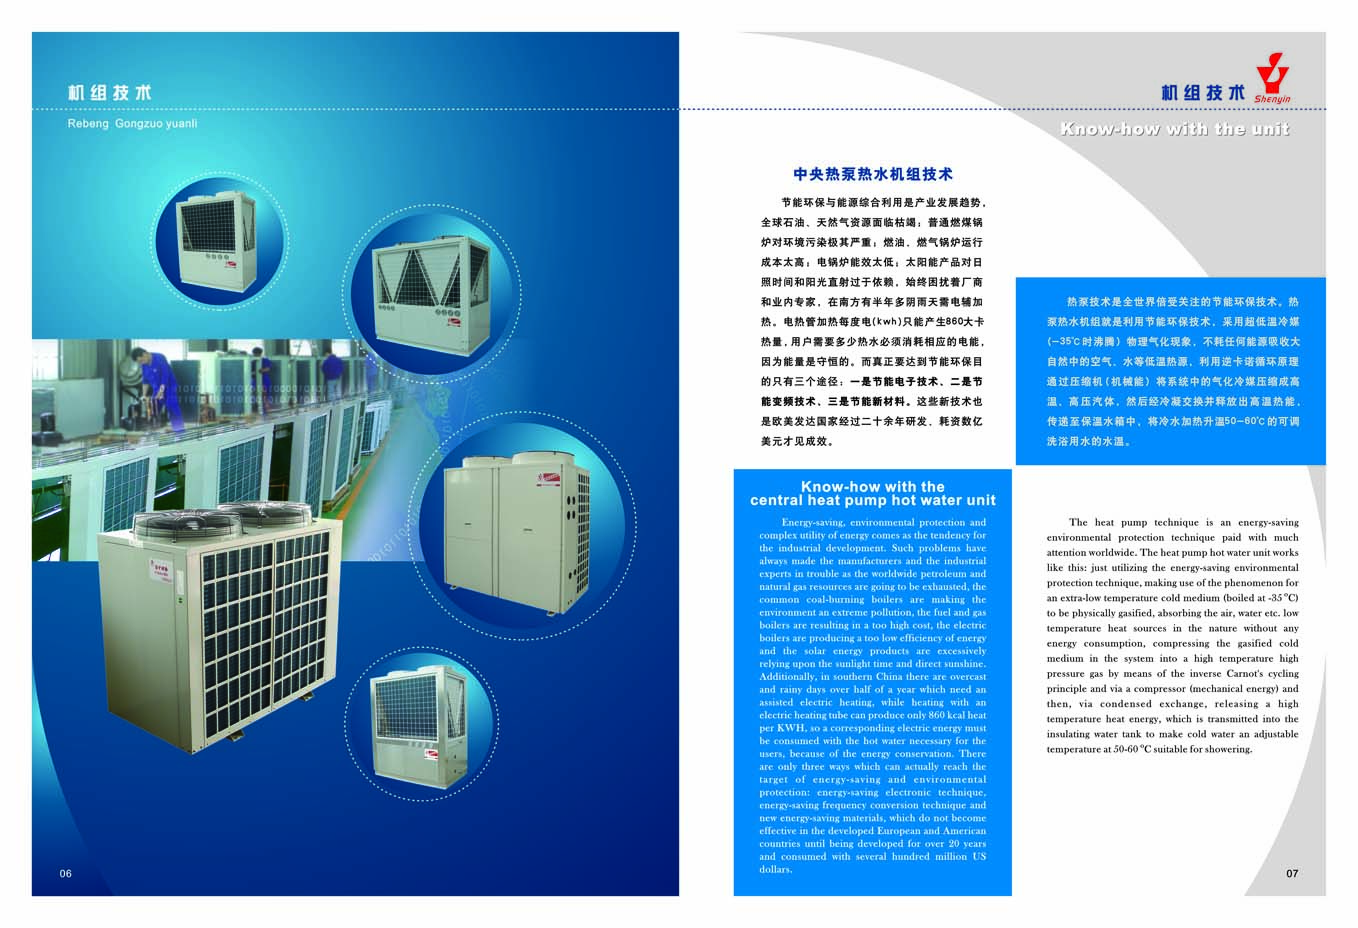 机组技术
Rebeng Gongzuo yuanli
06
机组技术
Shenyin
Know-how with the unit
中央热泵热水机组技术
节能环保与能源综合利用是产业发展趋势，
全球石油、天然气资源面临枯竭；普通燃煤锅
炉对环境污染极其严重；燃油、燃气锅炉运行
成本太高；电锅炉能效太低；太阳能产品对日
照时间和阳光直射过于依赖，始终困扰着厂商
和业内专家，在南方有半年多阴雨天需电辅加
热。电热管加热每度电(kwh)只能产生860大卡
热量，用户需要多少热水必须消耗相应的电能，
因为能量是守恒的。而真正要达到节能环保目
的只有三个途径：一是节能电子技术、二是节
能变频技术、三是节能新材料。这些新技术也
是欧美发达国家经过二十余年研发、耗资数亿
美元才见成效。
Know-how with the
central heat pump hot water unit
Energy-saving, environmental protection and
complex utility of energy comes as the tendency for
the industrial development. Such problems have
always made the manufacturers and the industrial
experts in trouble as the worldwide petroleum and
natural gas resources are going to be exhausted, the
common coal-burning boilers are making the
environment an extreme pollution, the fuel and gas
boilers are resulting in a too high cost, the electric
boilers are producing a too low efficiency of energy
and the solar energy products are excessively
relying upon the sunlight time and direct sunshine.
Additionally, in southern China there are overcast
and rainy days over half of a year which need an
assisted electric heating, while heating with an
electric heating tube can produce only 860 kcal heat
per KWH, so a corresponding electric energy must
be consumed with the hot water necessary for the
users, because of the energy conservation. There
are only three ways which can actually reach the
target of energy-saving and environmental
protection: energy-saving electronic technique,
energy-saving frequency conversion technique and
new energy-saving materials, which do not become
effective in the developed European and American
countries until being developed for over 20 years
and consumed with several hundred million US
dollars.
热泵技术是全世界倍受关注的节能环保技术。热
泵热水机组就是利用节能环保技术，采用超低温冷媒
(－35℃时沸腾）物理气化现象，不耗任何能源吸收大
自然中的空气、水等低温热源，利用逆卡诺循环原理
通过压缩机（机械能）将系统中的气化冷媒压缩成高
温、高压汽体，然后经冷凝交换并释放出高温热能，
传递至保温水箱中，将冷水加热升温50－60℃的可调
洗浴用水的水温。
The heat pump technique is an energy-saving
environmental protection technique paid with much
attention worldwide. The heat pump hot water unit works
like this: just utilizing the energy-saving environmental
protection technique, making use of the phenomenon for
an extra-low temperature cold medium (boiled at -35 ºC)
to be physically gasified, absorbing the air, water etc. low
temperature heat sources in the nature without any
energy consumption, compressing the gasified cold
medium in the system into a high temperature high
pressure gas by means of the inverse Carnot's cycling
principle and via a compressor (mechanical energy) and
then, via condensed exchange, releasing a high
temperature heat energy, which is transmitted into the
insulating water tank to make cold water an adjustable
temperature at 50-60 ºC suitable for showering.
07